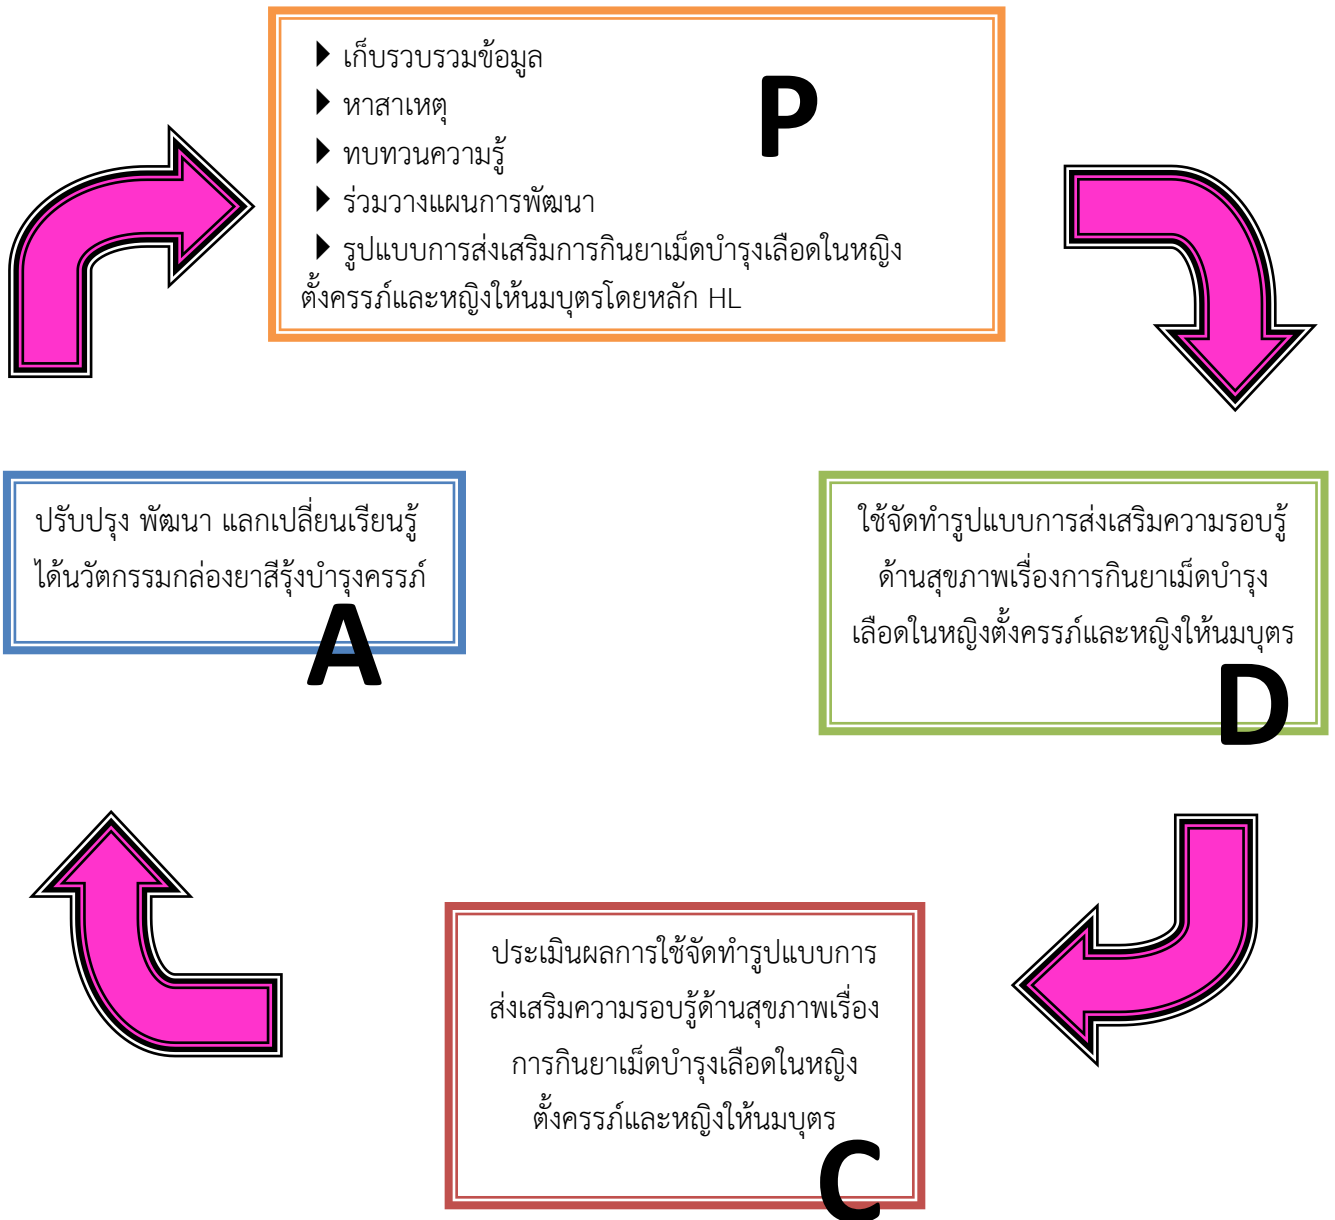 เก็บรวบรวมข้อมูล
หาสาเหตุ
ทบทวนความรู้
ร่วมวางแผนการพัฒนา
รูปแบบการส่งเสริมการกินยาเม็ดบำรุงเลือดในหญิง
ตั้งครรภ์และหญิงให้นมบุตรโดยหลัก HL
P
ปรับปรุง พัฒนา แลกเปลี่ยนเรียนรู้
ได้นวัตกรรมกล่องยาสีรุ้งบำรุงครรภ์
A
ใช้จัดทำรูปแบบการส่งเสริมความรอบรู้
ด้านสุขภาพเรื่องการกินยาเม็ดบำรุง
เลือดในหญิงตั้งครรภ์และหญิงให้นมบุตร
D
ประเมินผลการใช้จัดทำรูปแบบการ
ส่งเสริมความรอบรู้ด้านสุขภาพเรื่อง
การกินยาเม็ดบำรุงเลือดในหญิง
ตั้งครรภ์และหญิงให้นมบุตร
C